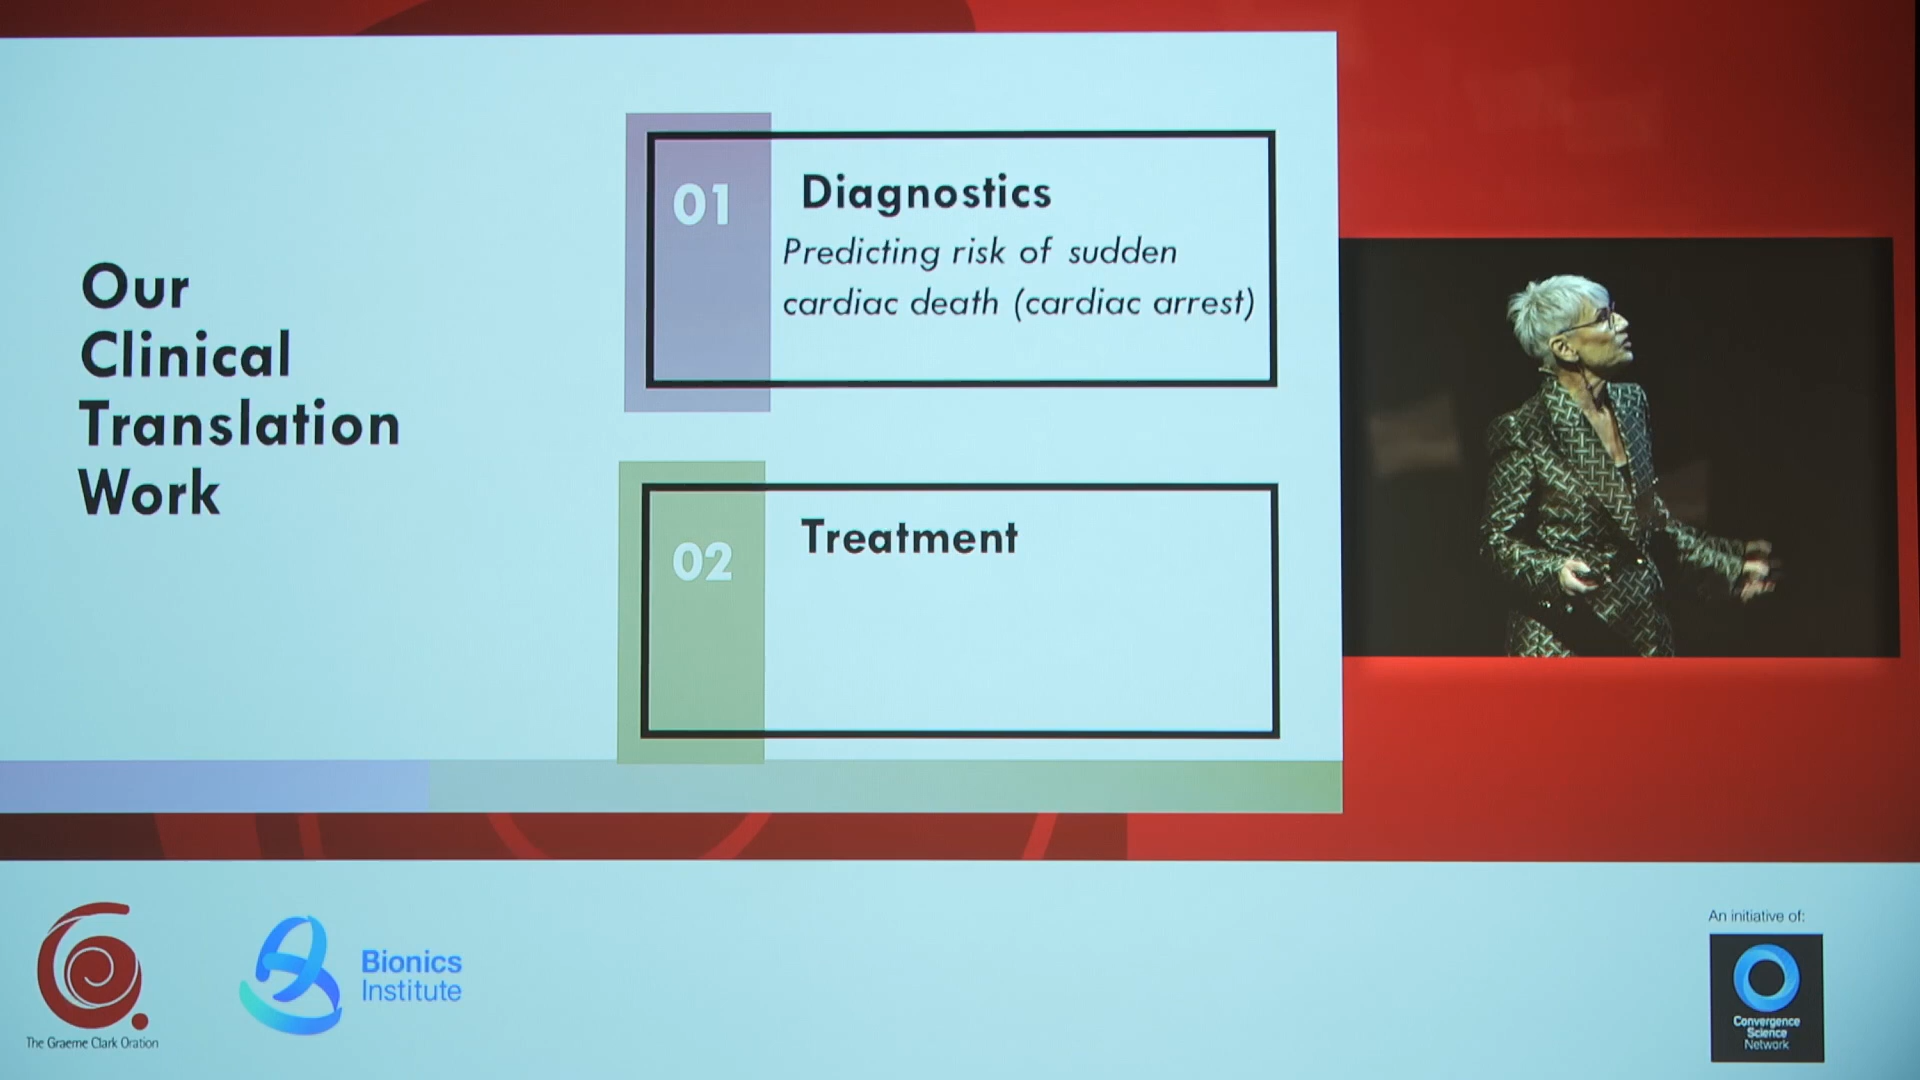 Our
Clinical
Translation
Work
01
Diagnostics
Predicting risk of sudden
cardiac death (cardiac arrest)
02
Treatment
The Graeme Clark Oration
Bionics
Institute
An initiative of:
Convergence
Science
Network